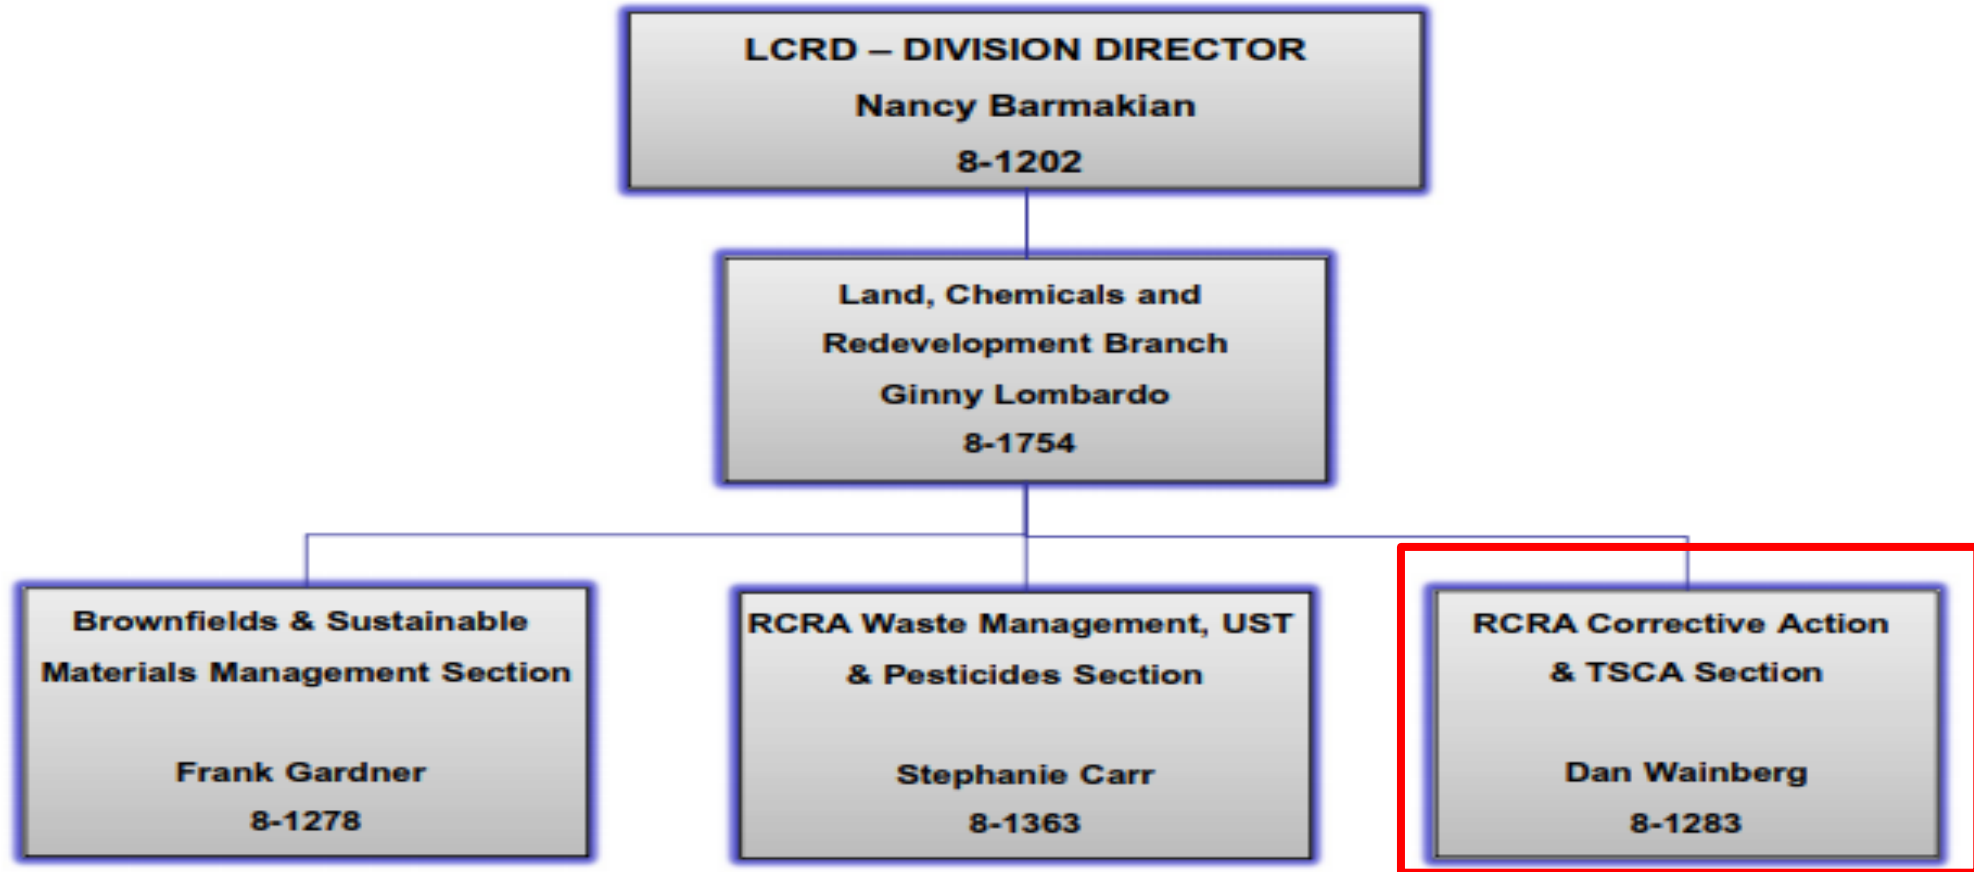 LCRD – DIVISION DIRECTOR
Nancy Barmakian
8-1202
Land, Chemicals and
Redevelopment Branch
Ginny Lombardo
8-1754
Brownfields & Sustainable
Materials Management Section
Frank Gardner
8-1278
RCRA Waste Management, UST
& Pesticides Section
Stephanie Carr
8-1363
RCRA Corrective Action
& TSCA Section
Dan Wainberg
8-1283